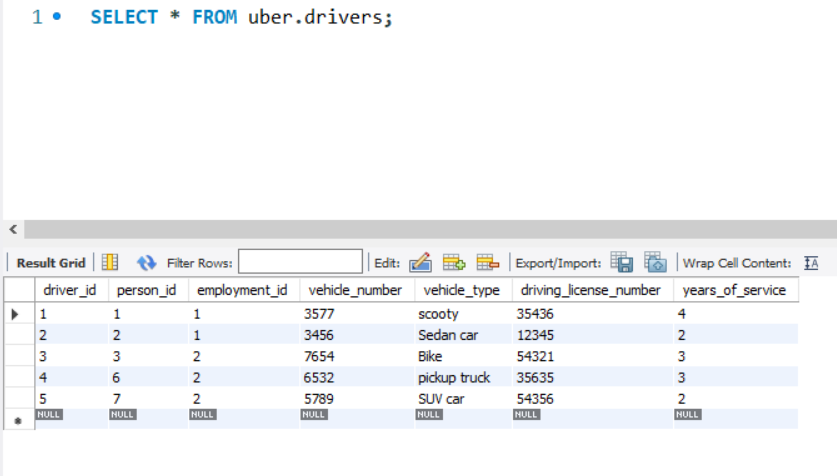 1 SELECT * FROM uber.drivers;
Result Grid Filter Rows: Edit: Export/Import: Wrap Cell Content:
driver_id person_id employment_id vehicle_number vehicle_type driving_license_number years_of_service
1 1 1 3577 scooty 35436 4
2 2 1 3456 Sedan car 12345 2
3 3 2 7654 Bike 54321 3
4 6 2 6532 pickup truck 35635 3
5 7 2 5789 SUV car 54356 2
NULL NULL NULL NULL NULL NULL NULL